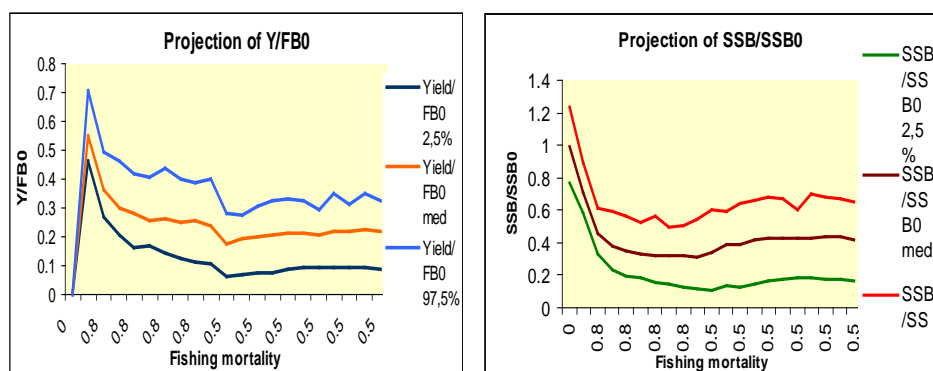 Projection of Y/FB0
0.8
0.7
0.6
0.5
0.4
0.3
0.2
0.1
0
Y/FB0
0
0.8
0.8
0.8
0.8
0.5
0.5
0.5
0.5
0.5
0.5
Fishing mortality
Yield/
FB0
2,5%
Yield/
FB0
med
Yield/
FB0
97,5%
Projection of SSB/SSB0
1.4
1.2
1
0.8
0.6
0.4
0.2
0
SSB/SSB0
0
0.8
0.8
0.8
0.8
0.5
0.5
0.5
0.5
0.5
0.5
Fishing mortality
SSB
/SS
B0
2,5
%
SSB
/SS
B0
med
SSB
/SS